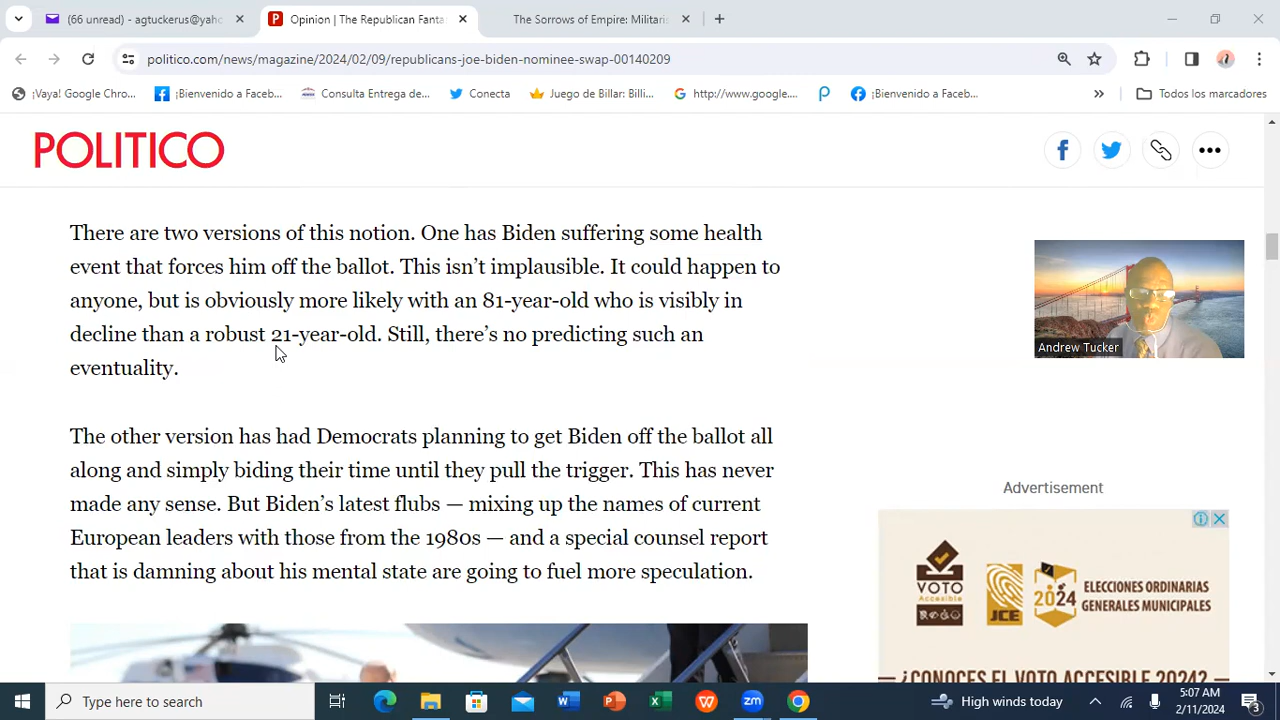 (66 unread) - agtuckerus@yaho
Opinion | The Republican Fanta
The Sorrows of Empire: Militaris
politico.com/news/magazine/2024/02/09/republicans-joe-biden-nominee-swap-00140209
¡Vaya! Google Chro...
¡Bienvenido a Faceb...
Consulta Entrega de...
Conecta
Juego de Billar: Billi...
http://www.google....
¡Bienvenido a Faceb...
»
Todos los marcadores
POLITICO
There are two versions of this notion. One has Biden suffering some health
event that forces him off the ballot. This isn’t implausible. It could happen to
anyone, but is obviously more likely with an 81-year-old who is visibly in
decline than a robust 21-year-old. Still, there’s no predicting such an
eventuality.
Andrew Tucker
The other version has had Democrats planning to get Biden off the ballot all
along and simply biding their time until they pull the trigger. This has never
made any sense. But Biden’s latest flubs — mixing up the names of current
European leaders with those from the 1980s — and a special counsel report
that is damning about his mental state are going to fuel more speculation.
Advertisement
VOTO
Accesible
JCE
2024
ELECCIONES ORDINARIAS
GENERALES MUNICIPALES
¿CONOCES EL VOTO ACCESIBLE 2024?
Type here to search
High winds today
5:07 AM
2/11/2024
3